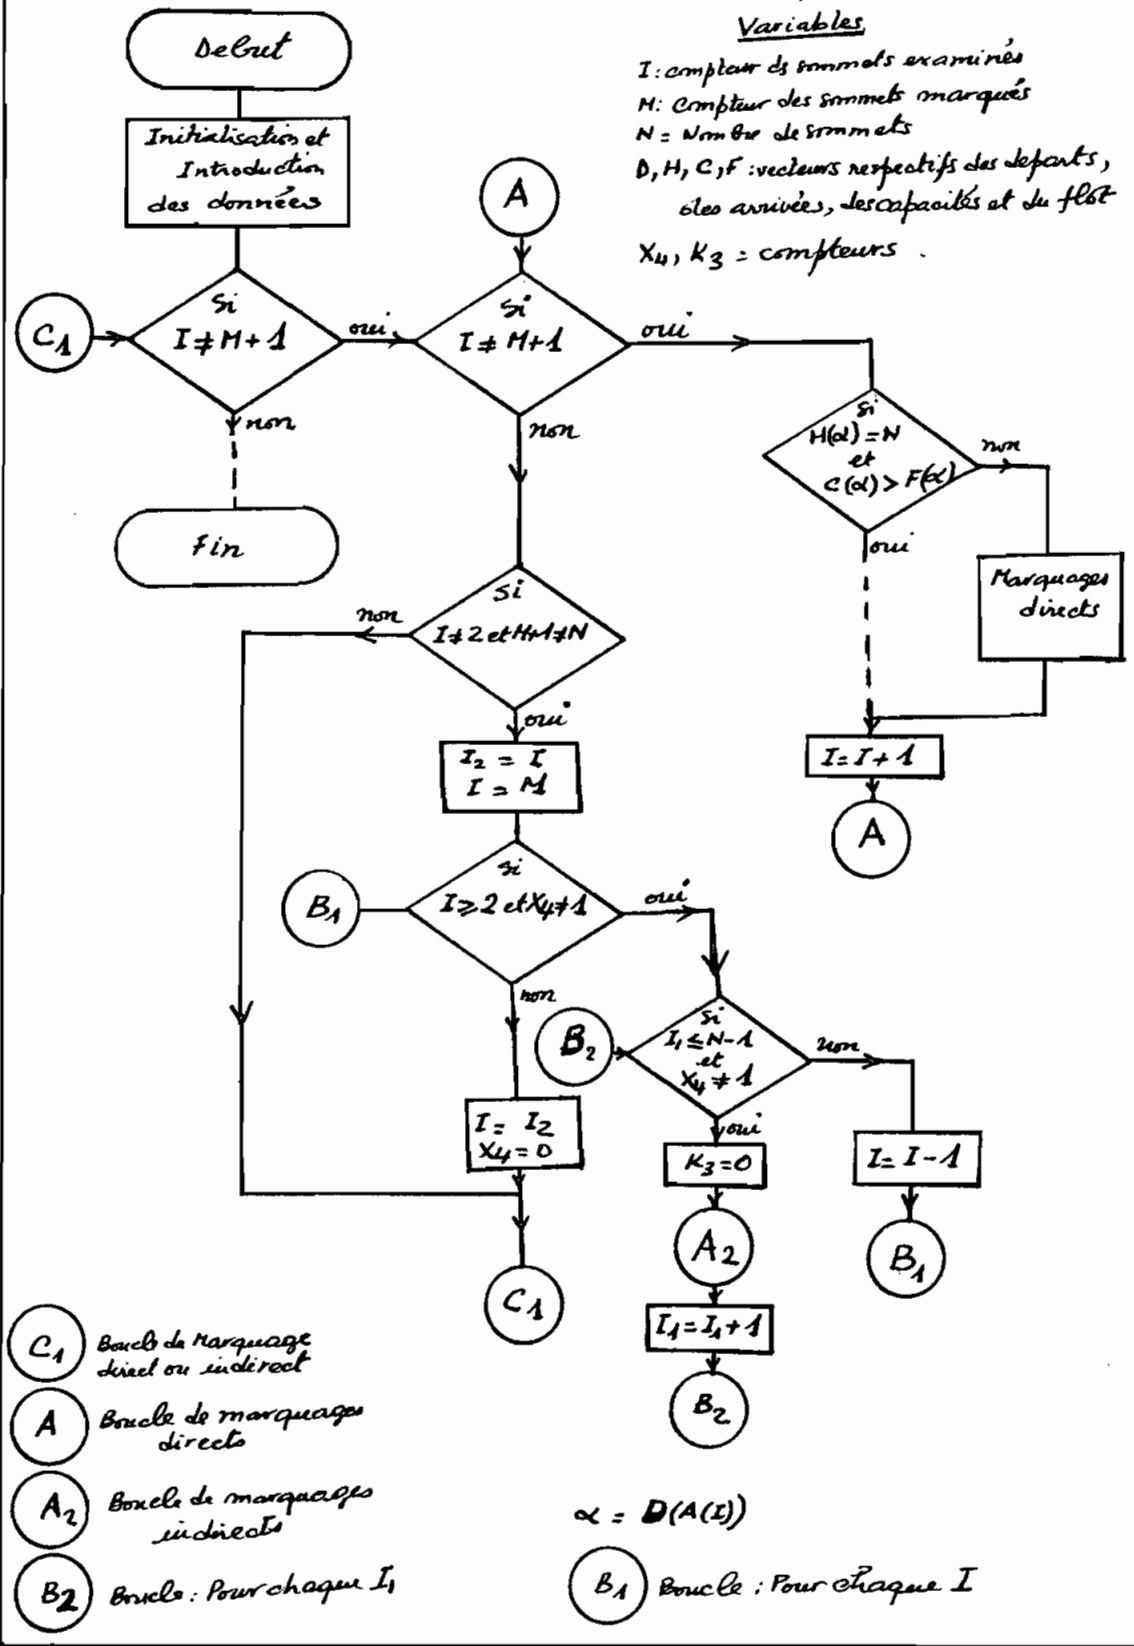 Debut
Initialisation et
Introduction
des données
Variables
I : compteur ds sommets examinés
M : Compteur des sommets marqués
N = Nombre de sommets
D, H, C, F : vecteurs respectifs des departs,
des arrivées, des capacités et du flot
X4, K3 = compteurs .
A
C1
Si
I ≠ M + 1
oui
non
Fin
Si
I ≠ M+1
oui
non
Si
H(α) = N
et
C(α) > F(α)
non
oui
Marquages
directs
I = I + 1
A
Si
I ≠ 2 et M+1 ≠ N
non
oui
I2 = I
I = M
B1
Si
I ⩾ 2 et X4 ≠ 1
oui
non
B2
Si
I1 ≤ N-1
et
X4 ≠ 1
non
oui
I = I2
X4 = 0
K3 = 0
I = I - 1
A2
B1
C1
I1 = I1 + 1
B2
C1 Boucle de Marquage
direct ou indirect
A Boucle de marquages
directs
A2 Boucle de marquages
indirects
B2 Boucle : Pour chaque I1
α = D(A(I))
B1 Boucle : Pour chaque I